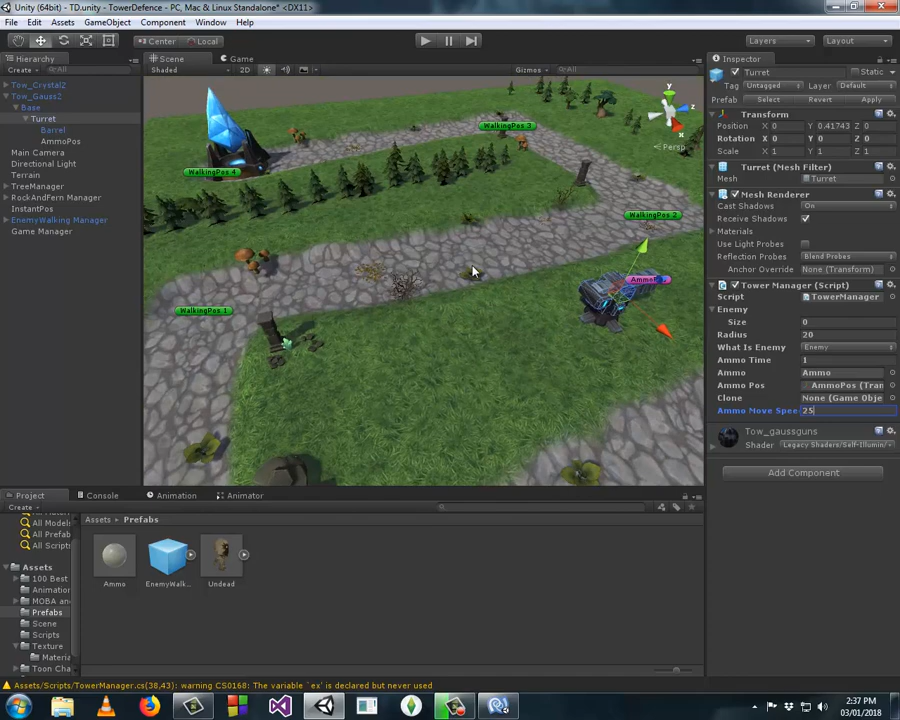 Unity (64bit) - TD.unity - TowerDefence - PC, Mac & Linux Standalone* <DX11>
File Edit Assets GameObject Component Window Help
Center Local Layers Layout
Hierarchy
Create All
Tow_Crystal2
Tow_Gauss2
Base
Turret
Barrel
AmmoPos
Main Camera
Directional Light
Terrain
TreeManager
RockAndFern Manager
InstantPos
EnemyWalking Manager
Game Manager
Scene Game
Shaded 2D Gizmos All
WalkingPos 3
WalkingPos 4
WalkingPos 2
WalkingPos 1
Persp
y
z
x
Inspector
Turret Static
Tag Untagged Layer Default
Prefab Select Revert Apply
Transform
Position X 0 Y 0.41743 Z 0
Rotation X 0 Y 0 Z 0
Scale X 1 Y 1 Z 1
Turret (Mesh Filter)
Mesh Turret
Mesh Renderer
Cast Shadows On
Receive Shadows
Materials
Use Light Probes
Reflection Probes Blend Probes
Anchor Override None (Transform)
Tower Manager (Script)
Script TowerManager
Enemy
Size 0
Radius 20
What Is Enemy Enemy
Ammo Time 1
Ammo Ammo
Ammo Pos AmmoPos (Tran
Clone None (Game Obje
Ammo Move Spee 25
Tow_gaussguns
Shader Legacy Shaders/Self-Illumin/
Add Component
Project Console Animation Animator
Create
All Models
All Prefab
All Scripts
Assets
100 Best
Animation
MOBA and
Prefabs
Scene
Scripts
Texture
Materia
Toon Cha
Assets Prefabs
Ammo EnemyWalk... Undead
Assets/Scripts/TowerManager.cs(38,43): warning CS0168: The variable `ex' is declared but never used
2:37 PM
03/01/2018